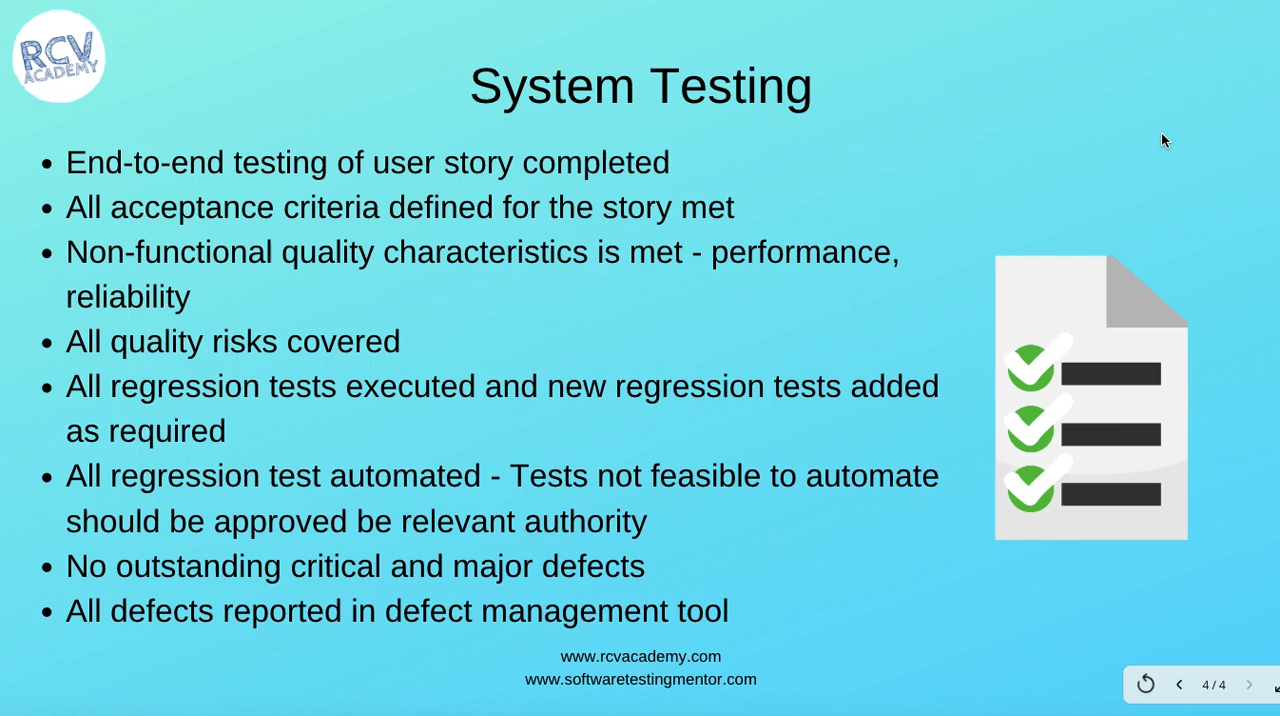 RCV
ACADEMY
System Testing
• End-to-end testing of user story completed
• All acceptance criteria defined for the story met
• Non-functional quality characteristics is met - performance,
reliability
• All quality risks covered
• All regression tests executed and new regression tests added
as required
• All regression test automated - Tests not feasible to automate
should be approved be relevant authority
• No outstanding critical and major defects
• All defects reported in defect management tool
www.rcvacademy.com
www.softwaretestingmentor.com
4 / 4